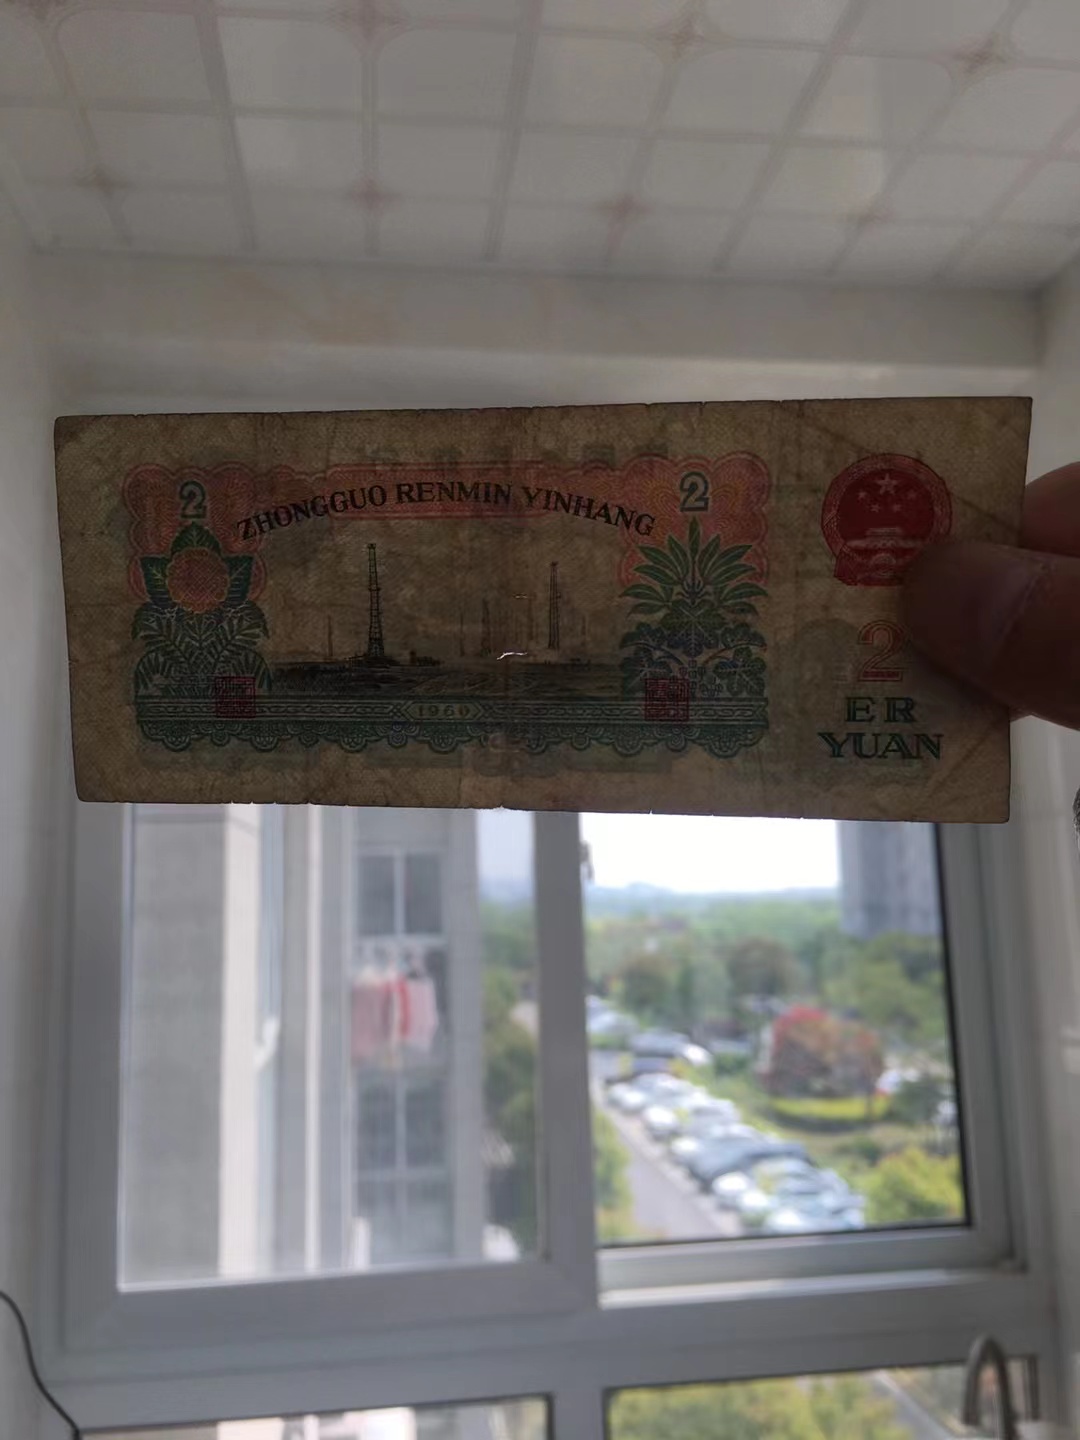 2
2
ZHONGGUO RENMIN YINHANG
2
ER
YUAN
1960